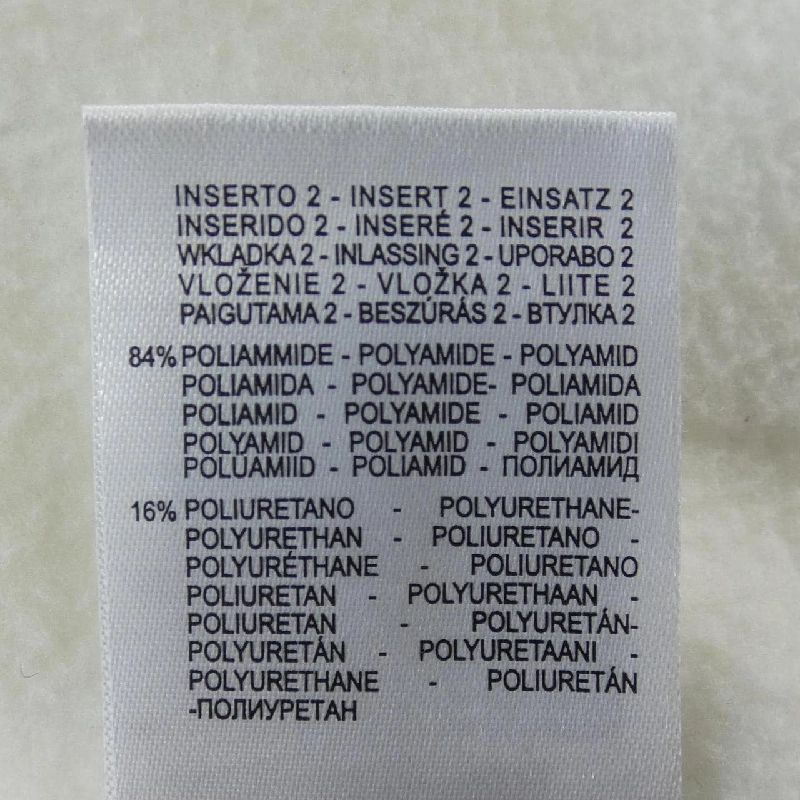 INSERTO 2 - INSERT 2 - EINSATZ 2
INSERIDO 2 - INSERÉ 2 - INSERIR 2
WKLADKA 2 - INLASSING 2 - UPORABO 2
VLOŽENIE 2 - VLOŽKA 2 - LIITE 2
PAIGUTAMA 2 - BESZÚRÁS 2 - ВТУЛКА 2
84% POLIAMMIDE - POLYAMIDE - POLYAMID
POLIAMIDA - POLYAMIDE- POLIAMIDA
POLIAMID - POLYAMIDE - POLIAMID
POLYAMID - POLYAMID - POLYAMIDI
POLÜAMIID - POLIAMID - ПОЛИАМИД
16% POLIURETANO - POLYURETHANE-
POLYURETHAN - POLIURETANO -
POLYURÉTHANE - POLIURETANO
POLIURETAN - POLYURETHAAN -
POLIURETAN - POLYURETÁN-
POLYURETÁN - POLYURETAANI -
POLYURETHANE - POLIURETÁN
-ПОЛИУРЕТАН